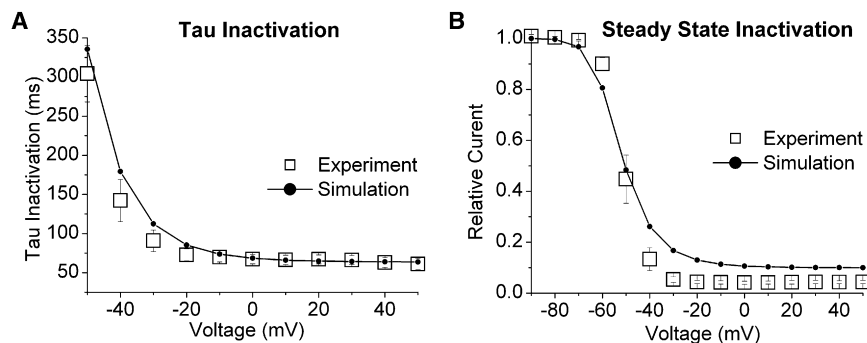 A
Tau Inactivation
350
300
250
200
150
100
50
Tau Inactivation (ms)
Experiment
Simulation
-40
-20
0
20
40
Voltage (mV)
B
Steady State Inactivation
1.0
0.8
0.6
0.4
0.2
0.0
Relative Curent
Experiment
Simulation
-80
-60
-40
-20
0
20
40
Voltage (mV)